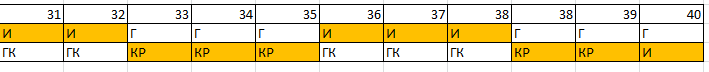 31 32 33 34 35 36 37 38 38 39 40
И И Г Г Г И И И Г Г Г
ГК ГК КР КР КР ГК ГК ГК КР КР И